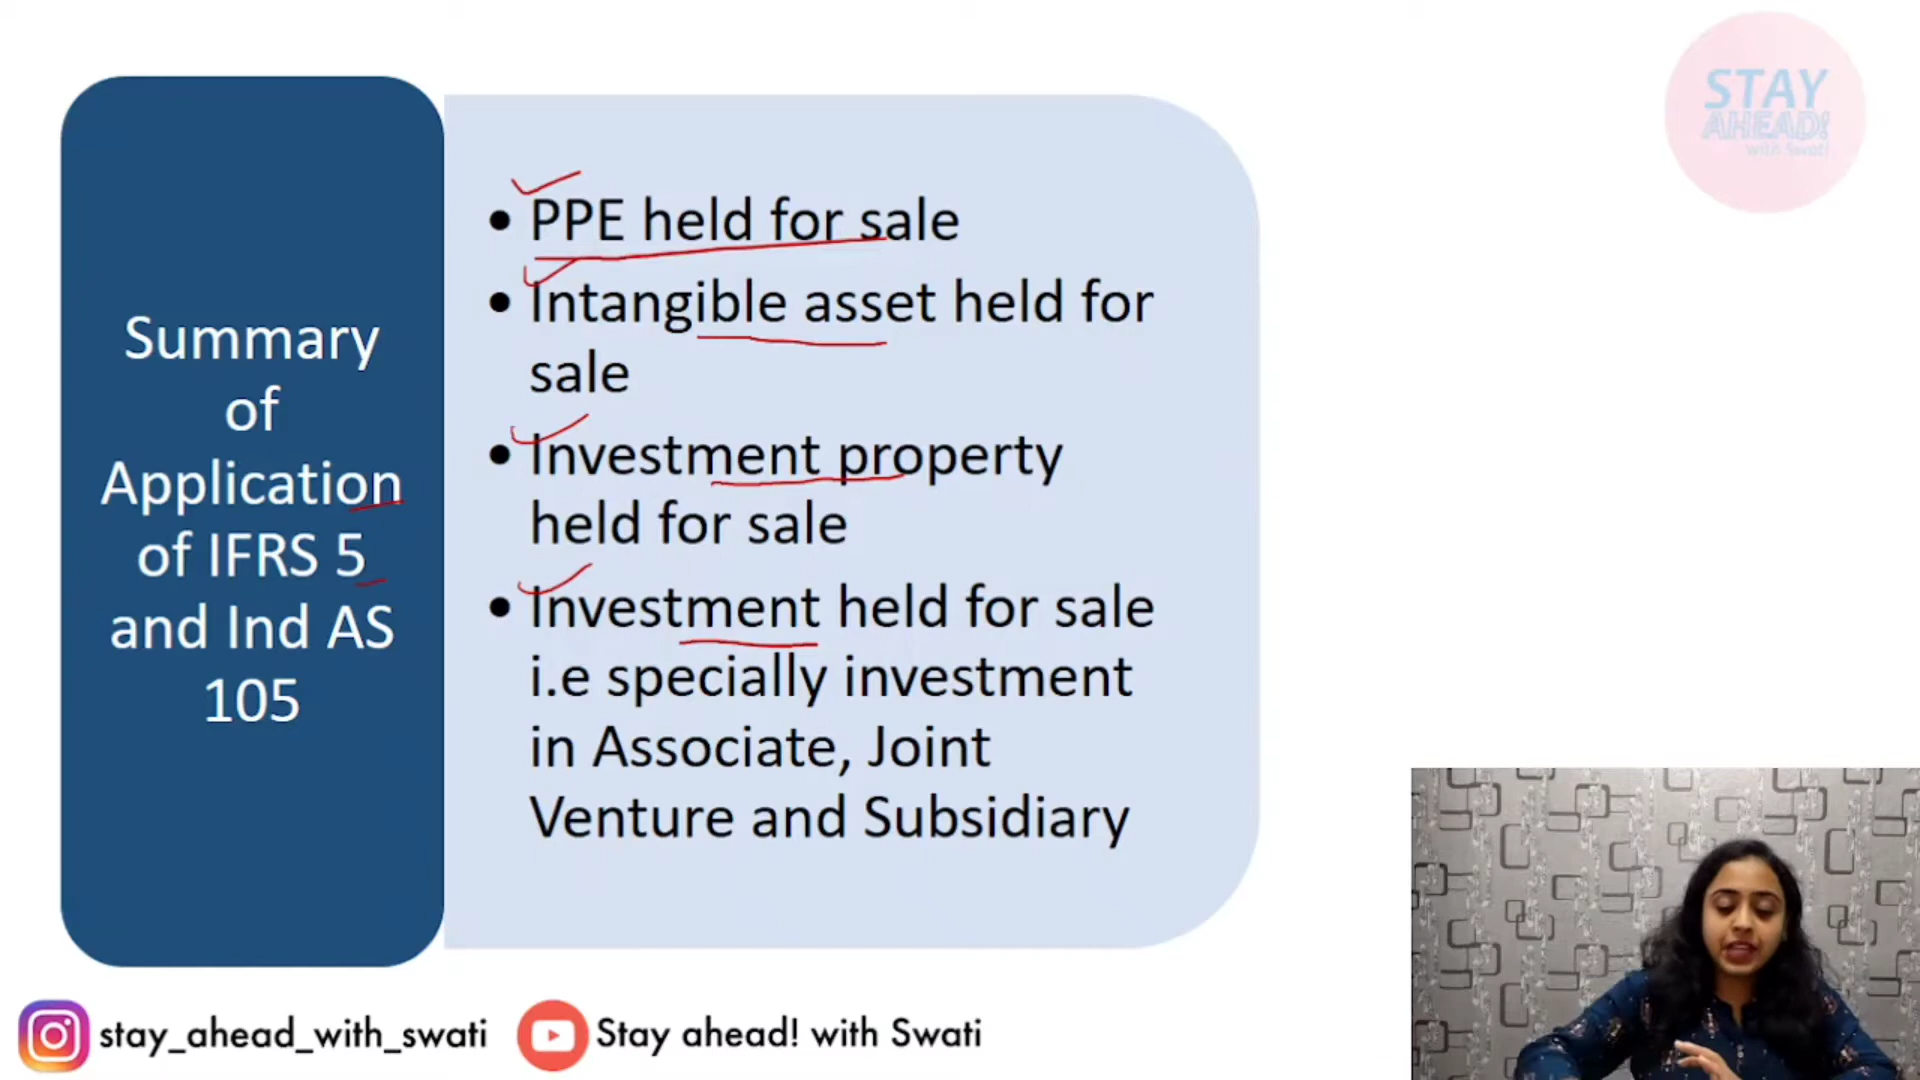 STAY
AHEAD!
with Swati
Summary
of
Application
of IFRS 5
and Ind AS
105
• PPE held for sale
• Intangible asset held for
sale
• Investment property
held for sale
• Investment held for sale
i.e specially investment
in Associate, Joint
Venture and Subsidiary
stay_ahead_with_swati
Stay ahead! with Swati